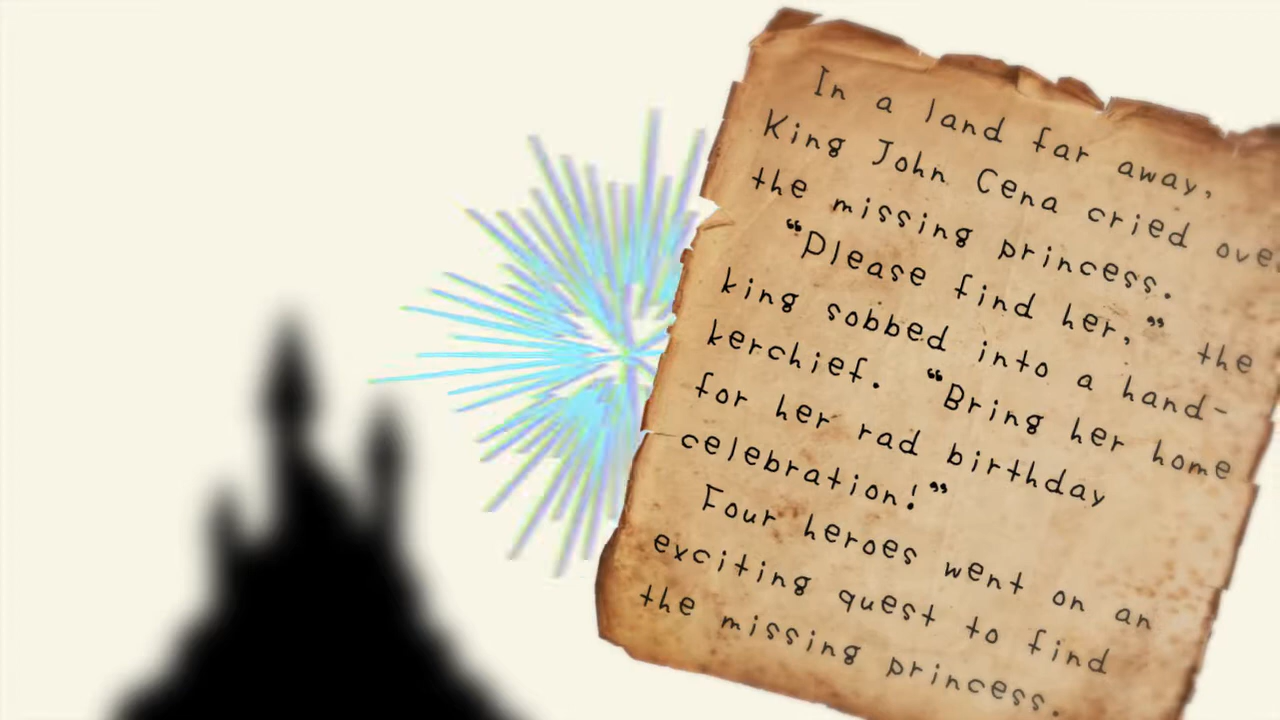 In a land far away,
King John Cena cried ove
the missing princess.
“Please find her,” the
king sobbed into a hand-
kerchief. “Bring her home
for her rad birthday
celebration!”
Four heroes went on an
exciting quest to find
the missing princess.